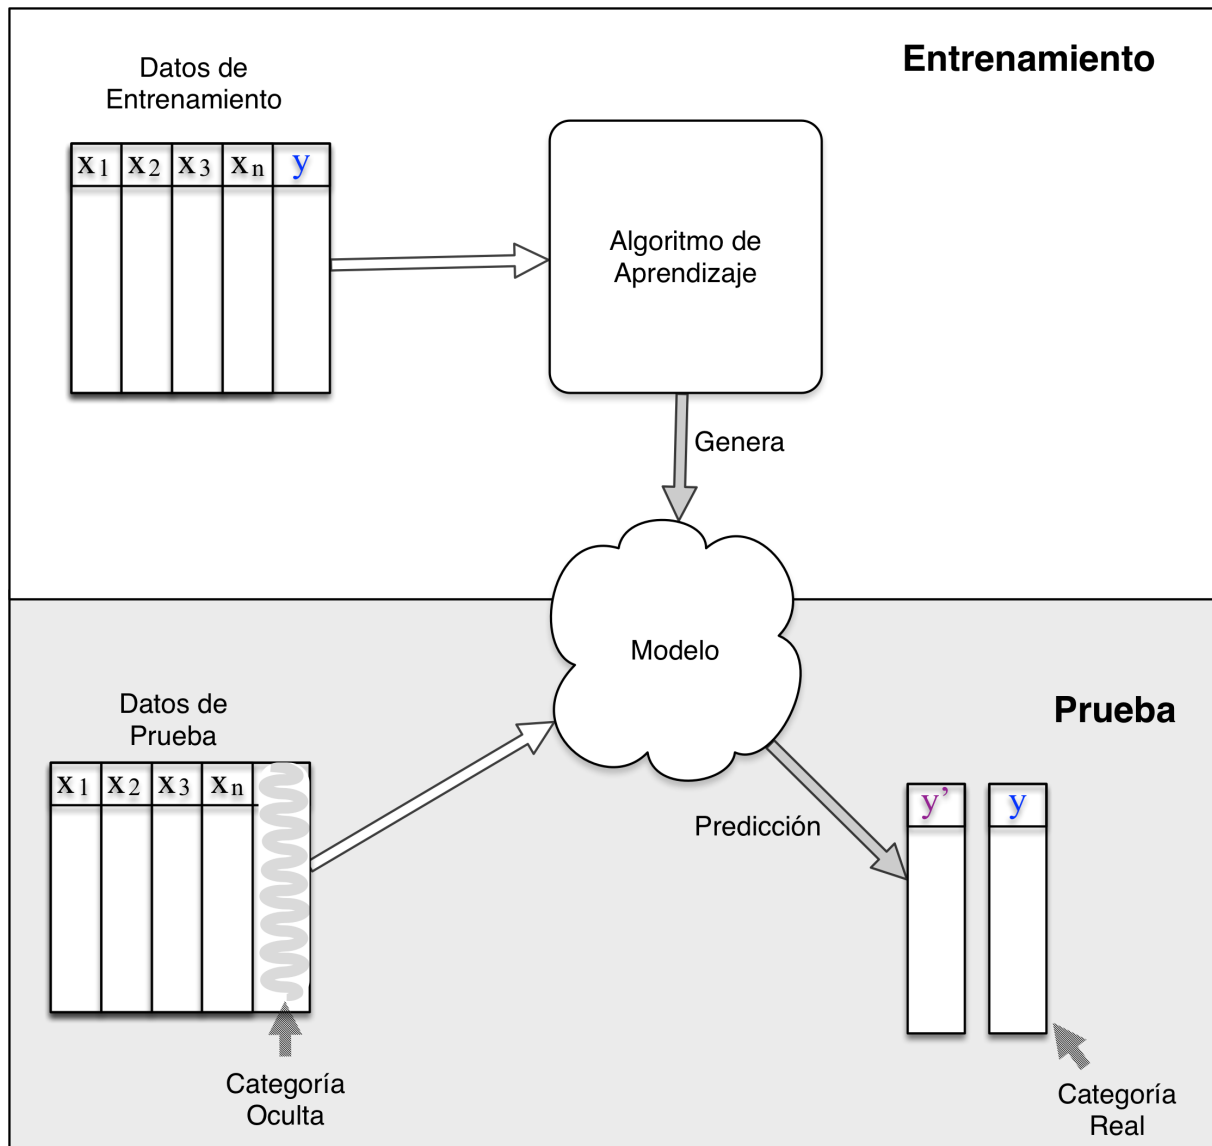 Entrenamiento
Datos de
Entrenamiento
x1 x2 x3 xn y
Algoritmo de
Aprendizaje
Genera
Modelo
Prueba
Datos de
Prueba
x1 x2 x3 xn
Predicción
y’ y
Categoría
Oculta
Categoría
Real